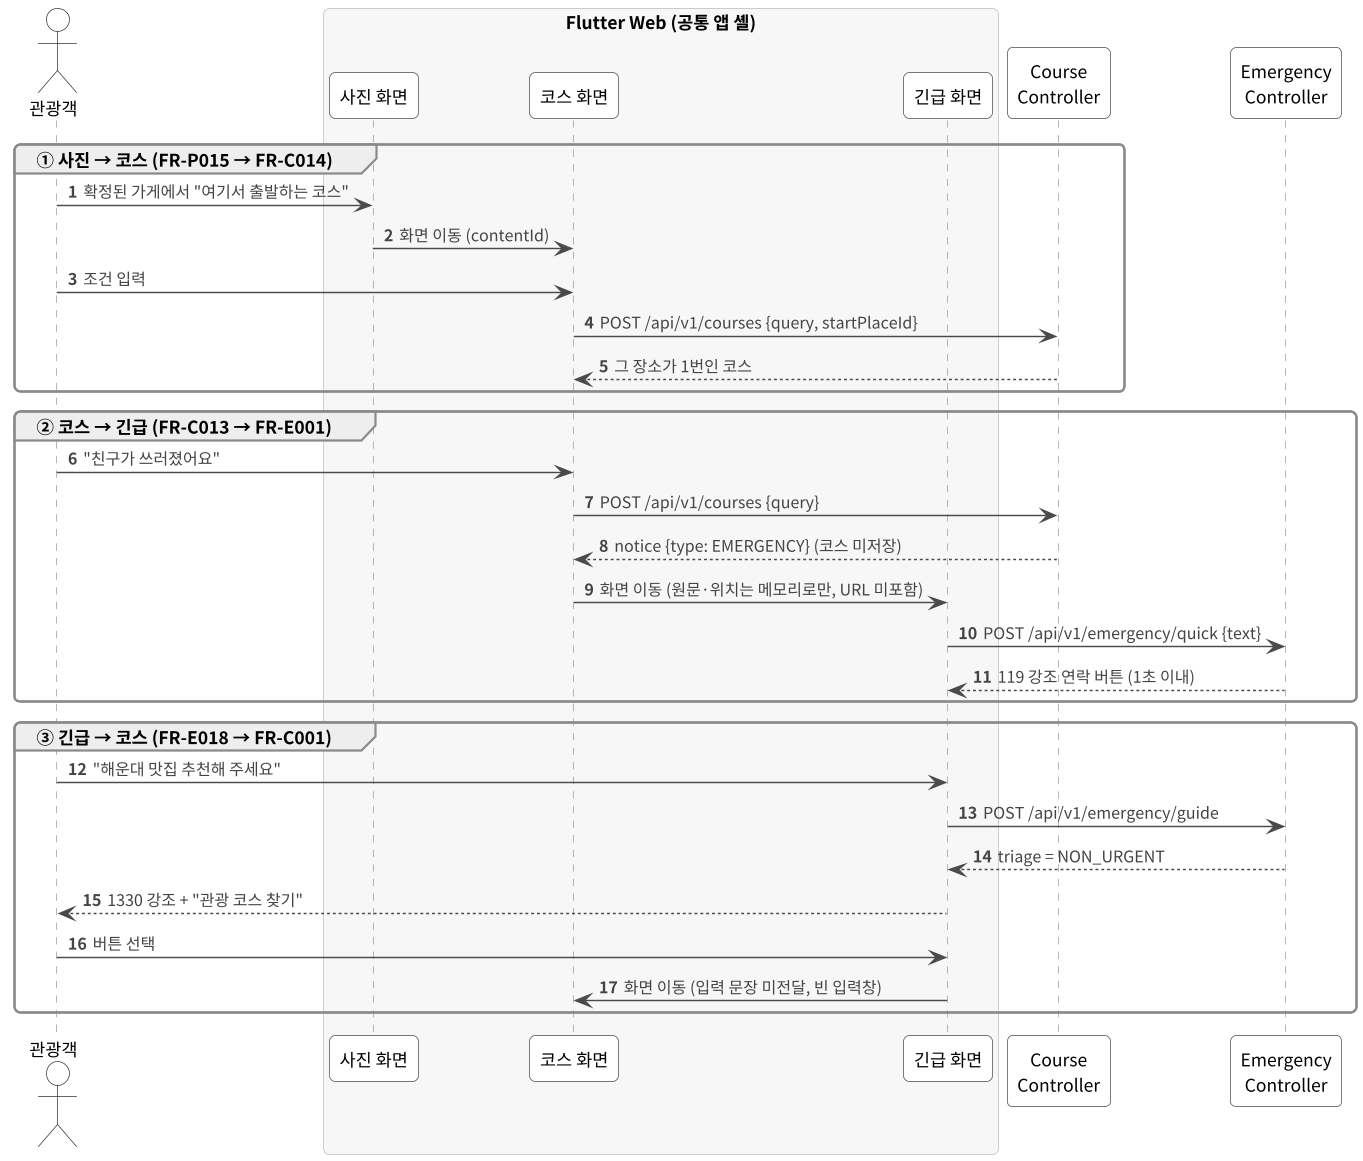 Flutter Web (공통 앱 셸)
관광객
사진 화면
코스 화면
긴급 화면
Course
Controller
Emergency
Controller
① 사진 → 코스 (FR-P015 → FR-C014)
1 확정된 가게에서 "여기서 출발하는 코스"
2 화면 이동 (contentId)
3 조건 입력
4 POST /api/v1/courses {query, startPlaceId}
5 그 장소가 1번인 코스
② 코스 → 긴급 (FR-C013 → FR-E001)
6 "친구가 쓰러졌어요"
7 POST /api/v1/courses {query}
8 notice {type: EMERGENCY} (코스 미저장)
9 화면 이동 (원문·위치는 메모리로만, URL 미포함)
10 POST /api/v1/emergency/quick {text}
11 119 강조 연락 버튼 (1초 이내)
③ 긴급 → 코스 (FR-E018 → FR-C001)
12 "해운대 맛집 추천해 주세요"
13 POST /api/v1/emergency/guide
14 triage = NON_URGENT
15 1330 강조 + "관광 코스 찾기"
16 버튼 선택
17 화면 이동 (입력 문장 미전달, 빈 입력창)
관광객
사진 화면
코스 화면
긴급 화면
Course
Controller
Emergency
Controller